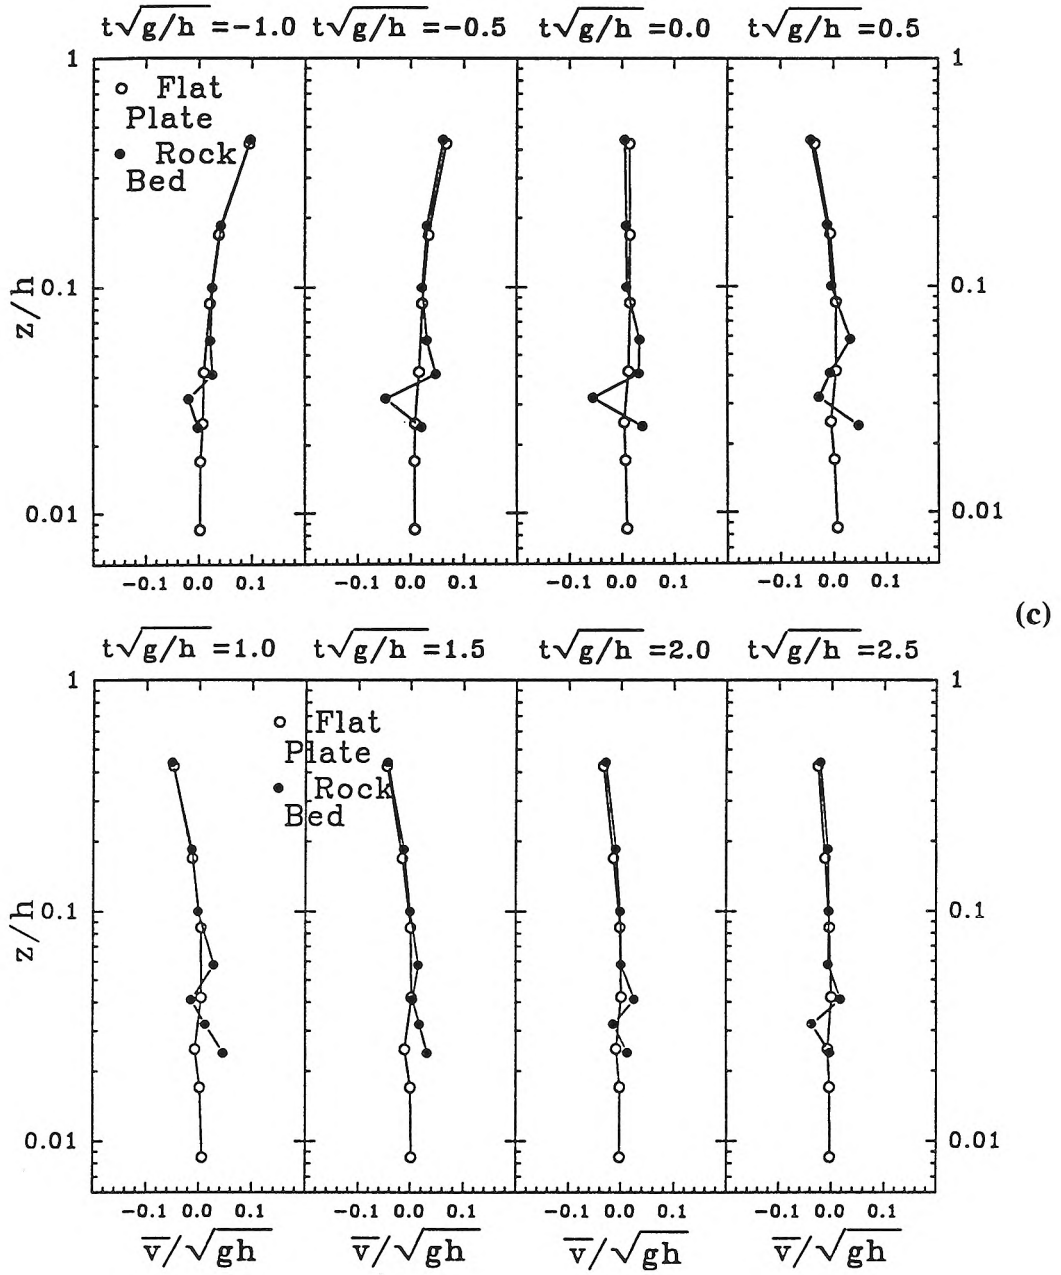 t√g/h =-1.0 t√g/h =-0.5 t√g/h =0.0 t√g/h =0.5
1 1
Flat
Plate
Rock
Bed
z/h
0.1 0.1
0.01 0.01
-0.1 0.0 0.1 -0.1 0.0 0.1 -0.1 0.0 0.1 -0.1 0.0 0.1
(c)
t√g/h =1.0 t√g/h =1.5 t√g/h =2.0 t√g/h =2.5
1 1
Flat
Plate
Rock
Bed
z/h
0.1 0.1
0.01 0.01
-0.1 0.0 0.1 -0.1 0.0 0.1 -0.1 0.0 0.1 -0.1 0.0 0.1
v̅/√gh v̅/√gh v̅/√gh v̅/√gh